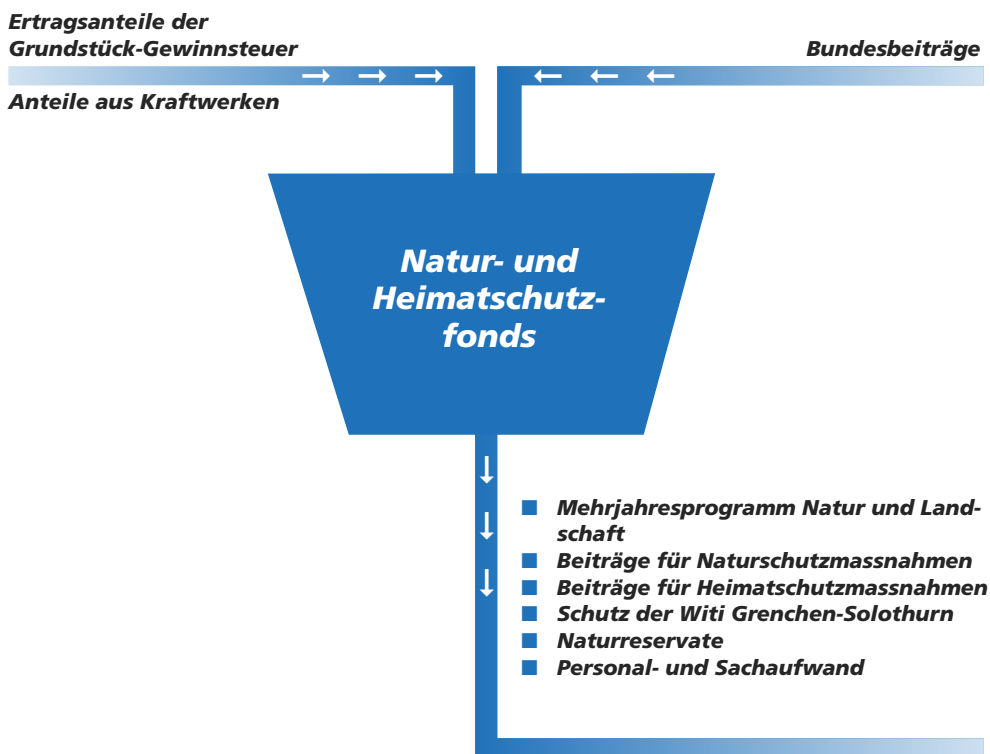 Ertragsanteile der
Grundstück-Gewinnsteuer
Bundesbeiträge
Anteile aus Kraftwerken
Natur- und
Heimatschutz-
fonds
Mehrjahresprogramm Natur und Land-
schaft
Beiträge für Naturschutzmassnahmen
Beiträge für Heimatschutzmassnahmen
Schutz der Witi Grenchen-Solothurn
Naturreservate
Personal- und Sachaufwand